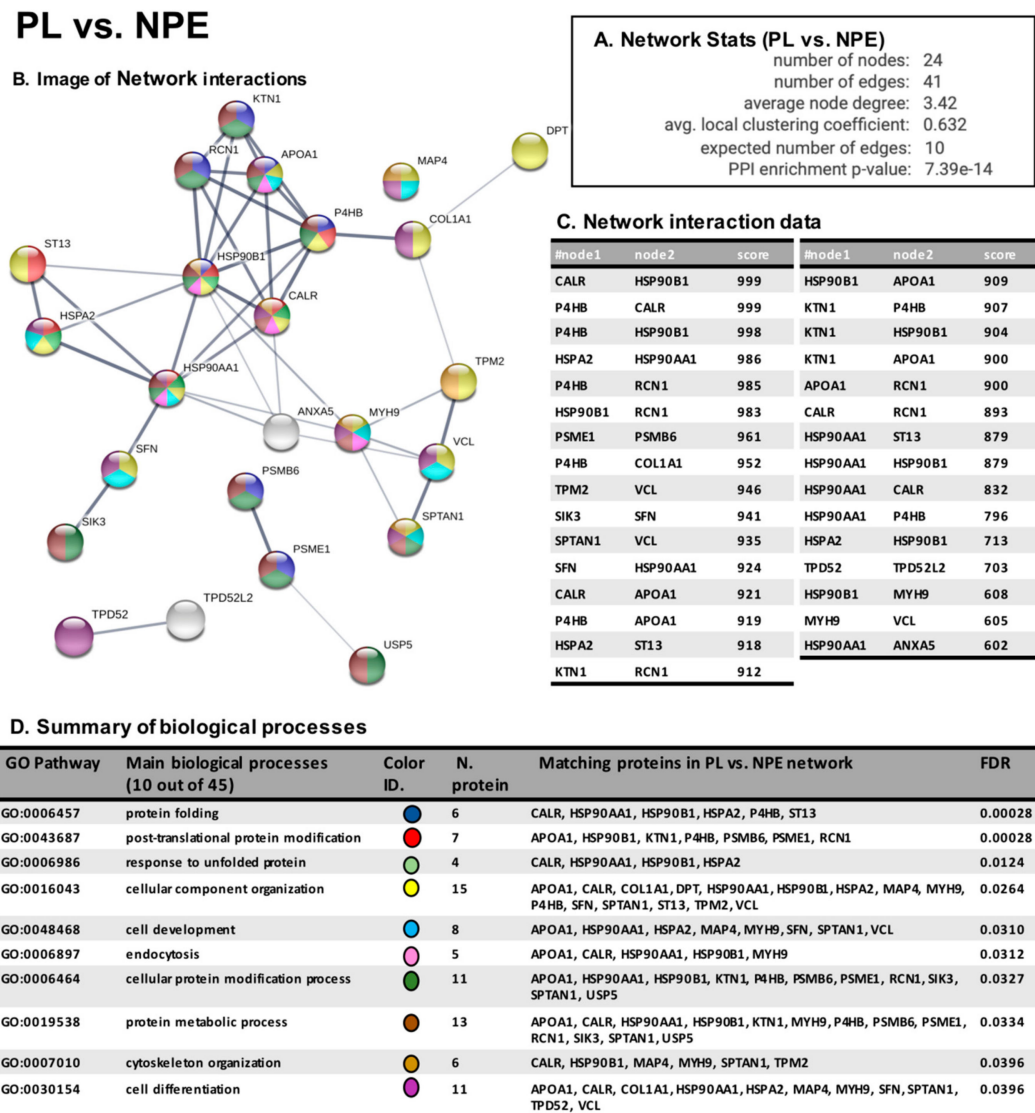 PL vs. NPE
A. Network Stats (PL vs. NPE)
number of nodes: 24
number of edges: 41
average node degree: 3.42
avg. local clustering coefficient: 0.632
expected number of edges: 10
PPI enrichment p-value: 7.39e-14
B. Image of Network interactions
KTN1
RCN1
APOA1
MAP4
DPT
P4HB
COL1A1
ST13
HSP90B1
CALR
HSPA2
HSP90AA1
TPM2
ANXA5
MYH9
VCL
SFN
PSMB6
SIK3
SPTAN1
PSME1
TPD52
TPD52L2
USP5
C. Network interaction data
#node1 node2 score #node1 node2 score
CALR HSP90B1 999 HSP90B1 APOA1 909
P4HB CALR 999 KTN1 P4HB 907
P4HB HSP90B1 998 KTN1 HSP90B1 904
HSPA2 HSP90AA1 986 KTN1 APOA1 900
P4HB RCN1 985 APOA1 RCN1 900
HSP90B1 RCN1 983 CALR RCN1 893
PSME1 PSMB6 961 HSP90AA1 ST13 879
P4HB COL1A1 952 HSP90AA1 HSP90B1 879
TPM2 VCL 946 HSP90AA1 CALR 832
SIK3 SFN 941 HSP90AA1 P4HB 796
SPTAN1 VCL 935 HSPA2 HSP90B1 713
SFN HSP90AA1 924 TPD52 TPD52L2 703
CALR APOA1 921 HSP90B1 MYH9 608
P4HB APOA1 919 MYH9 VCL 605
HSPA2 ST13 918 HSP90AA1 ANXA5 602
KTN1 RCN1 912
D. Summary of biological processes
GO Pathway Main biological processes Color N. Matching proteins in PL vs. NPE network FDR
(10 out of 45) ID. protein
GO:0006457 protein folding 6 CALR, HSP90AA1, HSP90B1, HSPA2, P4HB, ST13 0.00028
GO:0043687 post-translational protein modification 7 APOA1, HSP90B1, KTN1, P4HB, PSMB6, PSME1, RCN1 0.00028
GO:0006986 response to unfolded protein 4 CALR, HSP90AA1, HSP90B1, HSPA2 0.0124
GO:0016043 cellular component organization 15 APOA1, CALR, COL1A1, DPT, HSP90AA1, HSP90B1, HSPA2, MAP4, MYH9, 0.0264
P4HB, SFN, SPTAN1, ST13, TPM2, VCL
GO:0048468 cell development 8 APOA1, HSP90AA1, HSPA2, MAP4, MYH9, SFN, SPTAN1, VCL 0.0310
GO:0006897 endocytosis 5 APOA1, CALR, HSP90AA1, HSP90B1, MYH9 0.0312
GO:0006464 cellular protein modification process 11 APOA1, HSP90AA1, HSP90B1, KTN1, P4HB, PSMB6, PSME1, RCN1, SIK3, 0.0327
SPTAN1, USP5
GO:0019538 protein metabolic process 13 APOA1, CALR, HSP90AA1, HSP90B1, KTN1, MYH9, P4HB, PSMB6, PSME1, 0.0334
RCN1, SIK3, SPTAN1, USP5
GO:0007010 cytoskeleton organization 6 CALR, HSP90B1, MAP4, MYH9, SPTAN1, TPM2 0.0396
GO:0030154 cell differentiation 11 APOA1, CALR, COL1A1, HSP90AA1, HSPA2, MAP4, MYH9, SFN, SPTAN1, 0.0396
TPD52, VCL